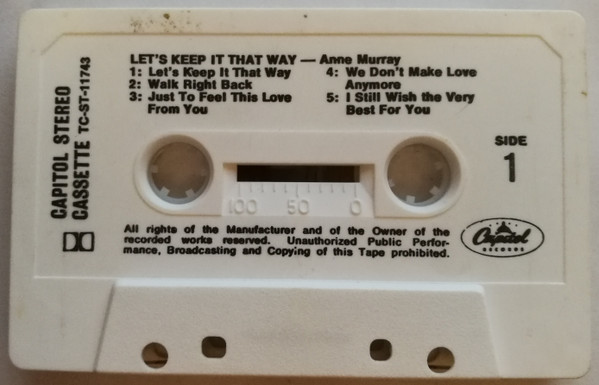 LET'S KEEP IT THAT WAY — Anne Murray
1: Let's Keep It That Way
2: Walk Right Back
3: Just To Feel This Love
From You
4: We Don't Make Love
Anymore
5: I Still Wish the Very
Best For You
CAPITOL STEREO
CASSETTE TC-ST-11743
SIDE
1
100 50 0
All rights of the Manufacturer and of the Owner of the
recorded works reserved. Unauthorized Public Perfor-
mance, Broadcasting and Copying of this Tape prohibited.
Capitol
RECORDS